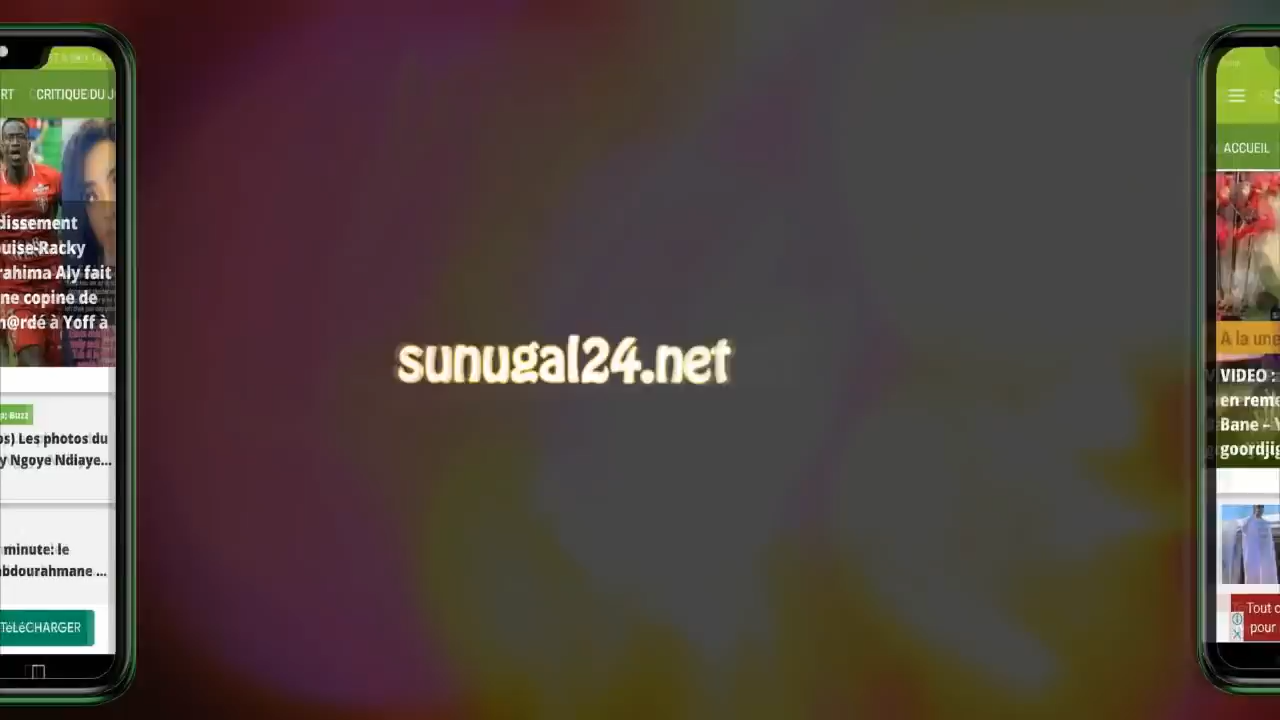 RT
CRITIQUE DU J
dissement
uise-Racky
rahima Aly fait
ne copine de
n@rdé à Yoff à
p; Buzz
os) Les photos du
y Ngoye Ndiaye...
minute: le
abdourahmane ...
TéLéCHARGER
sunugal24.net
S
ACCUEIL
A la une
VIDEO :
en reme
Bane – Y
goordjig
Tout c
pour